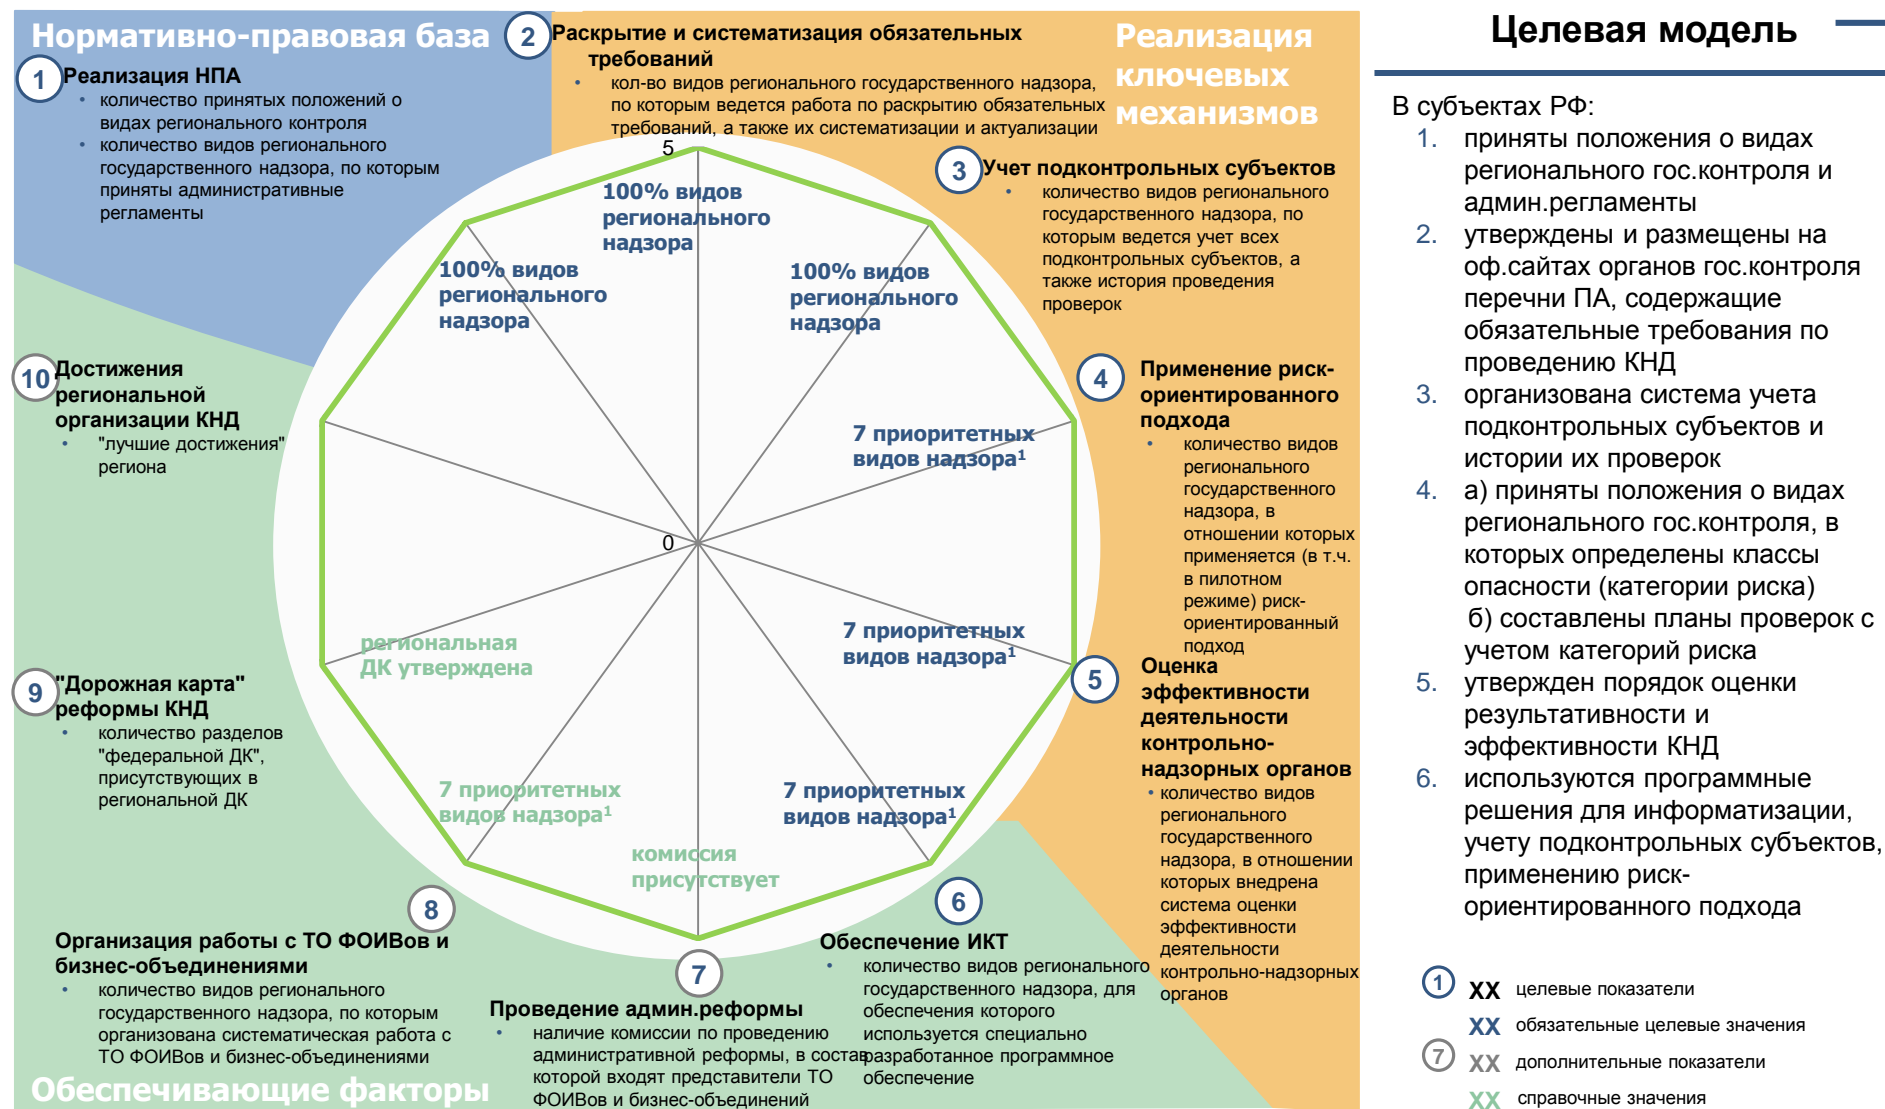 Нормативно-правовая база
1
Реализация НПА
• количество принятых положений о
видах регионального контроля
• количество видов регионального
государственного надзора, по которым
приняты административные
регламенты
2
Раскрытие и систематизация обязательных
требований
• кол-во видов регионального государственного надзора,
по которым ведется работа по раскрытию обязательных
требований, а также их систематизации и актуализации
Реализация
ключевых
механизмов
3
Учет подконтрольных субъектов
• количество видов регионального
государственного надзора, по
которым ведется учет всех
подконтрольных субъектов, а
также история проведения
проверок
4
Применение риск-
ориентированного
подхода
• количество видов
регионального
государственного
надзора, в
отношении которых
применяется (в т.ч.
в пилотном
режиме) риск-
ориентированный
подход
5
Оценка
эффективности
деятельности
контрольно-
надзорных органов
• количество видов
регионального
государственного
надзора, в отношении
которых внедрена
система оценки
эффективности
деятельности
контрольно-надзорных
органов
6
Обеспечение ИКТ
• количество видов регионального
государственного надзора, для
обеспечения которого
используется специально
разработанное программное
обеспечение
7
Проведение админ.реформы
• наличие комиссии по проведению
административной реформы, в состав
которой входят представители ТО
ФОИВов и бизнес-объединений
8
Организация работы с ТО ФОИВов и
бизнес-объединениями
• количество видов регионального
государственного надзора, по которым
организована систематическая работа с
ТО ФОИВов и бизнес-объединениями
Обеспечивающие факторы
9
"Дорожная карта"
реформы КНД
• количество разделов
"федеральной ДК",
присутствующих в
региональной ДК
10
Достижения
региональной
организации КНД
• "лучшие достижения"
региона
5
0
100% видов
регионального
надзора
100% видов
регионального
надзора
100% видов
регионального
надзора
7 приоритетных
видов надзора¹
7 приоритетных
видов надзора¹
7 приоритетных
видов надзора¹
комиссия
присутствует
7 приоритетных
видов надзора¹
региональная
ДК утверждена
Целевая модель
В субъектах РФ:
1. приняты положения о видах
регионального гос.контроля и
админ.регламенты
2. утверждены и размещены на
оф.сайтах органов гос.контроля
перечни ПА, содержащие
обязательные требования по
проведению КНД
3. организована система учета
подконтрольных субъектов и
истории их проверок
4. а) приняты положения о видах
регионального гос.контроля, в
которых определены классы
опасности (категории риска)
б) составлены планы проверок с
учетом категорий риска
5. утвержден порядок оценки
результативности и
эффективности КНД
6. используются программные
решения для информатизации,
учету подконтрольных субъектов,
применению риск-
ориентированного подхода
1 XX целевые показатели
XX обязательные целевые значения
7 XX дополнительные показатели
XX справочные значения